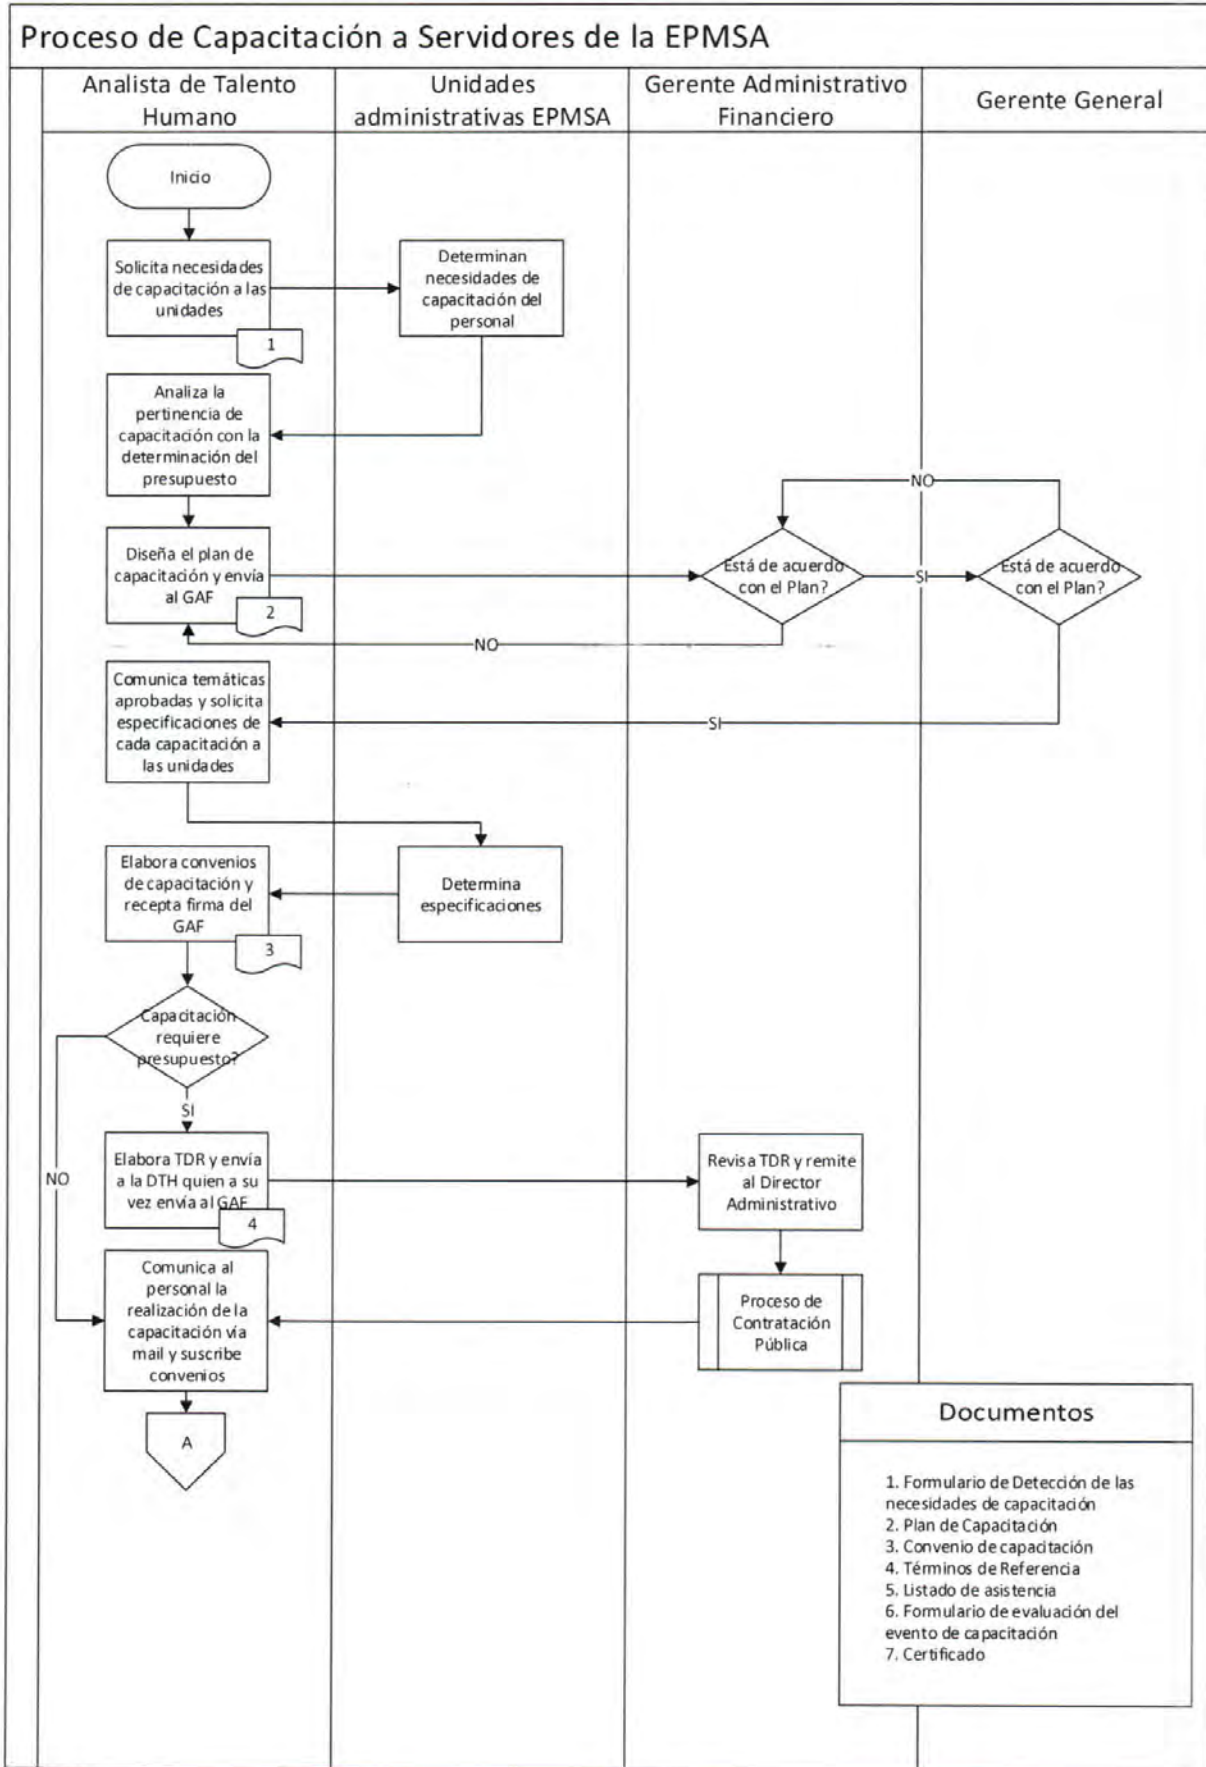 Proceso de Capacitación a Servidores de la EPMSA
Analista de Talento
Humano
Unidades
administrativas EPMSA
Gerente Administrativo
Financiero
Gerente General
Inicio
Solicita necesidades
de capacitación a las
unidades
1
Determinan
necesidades de
capacitación del
personal
Analiza la
pertinencia de
capacitación con la
determinación del
presupuesto
NO
Diseña el plan de
capacitación y envía
al GAF
2
Está de acuerdo
con el Plan?
SI
Está de acuerdo
con el Plan?
NO
Comunica temáticas
aprobadas y solicita
especificaciones de
cada capacitación a
las unidades
SI
Elabora convenios
de capacitación y
recepta firma del
GAF
3
Determina
especificaciones
Capacitación
requiere
presupuesto?
SI
NO
Elabora TDR y envía
a la DTH quien a su
vez envía al GAF
4
Revisa TDR y remite
al Director
Administrativo
Comunica al
personal la
realización de la
capacitación vía
mail y suscribe
convenios
Proceso de
Contratación
Pública
A
Documentos
1. Formulario de Detección de las
necesidades de capacitación
2. Plan de Capacitación
3. Convenio de capacitación
4. Términos de Referencia
5. Listado de asistencia
6. Formulario de evaluación del
evento de capacitación
7. Certificado